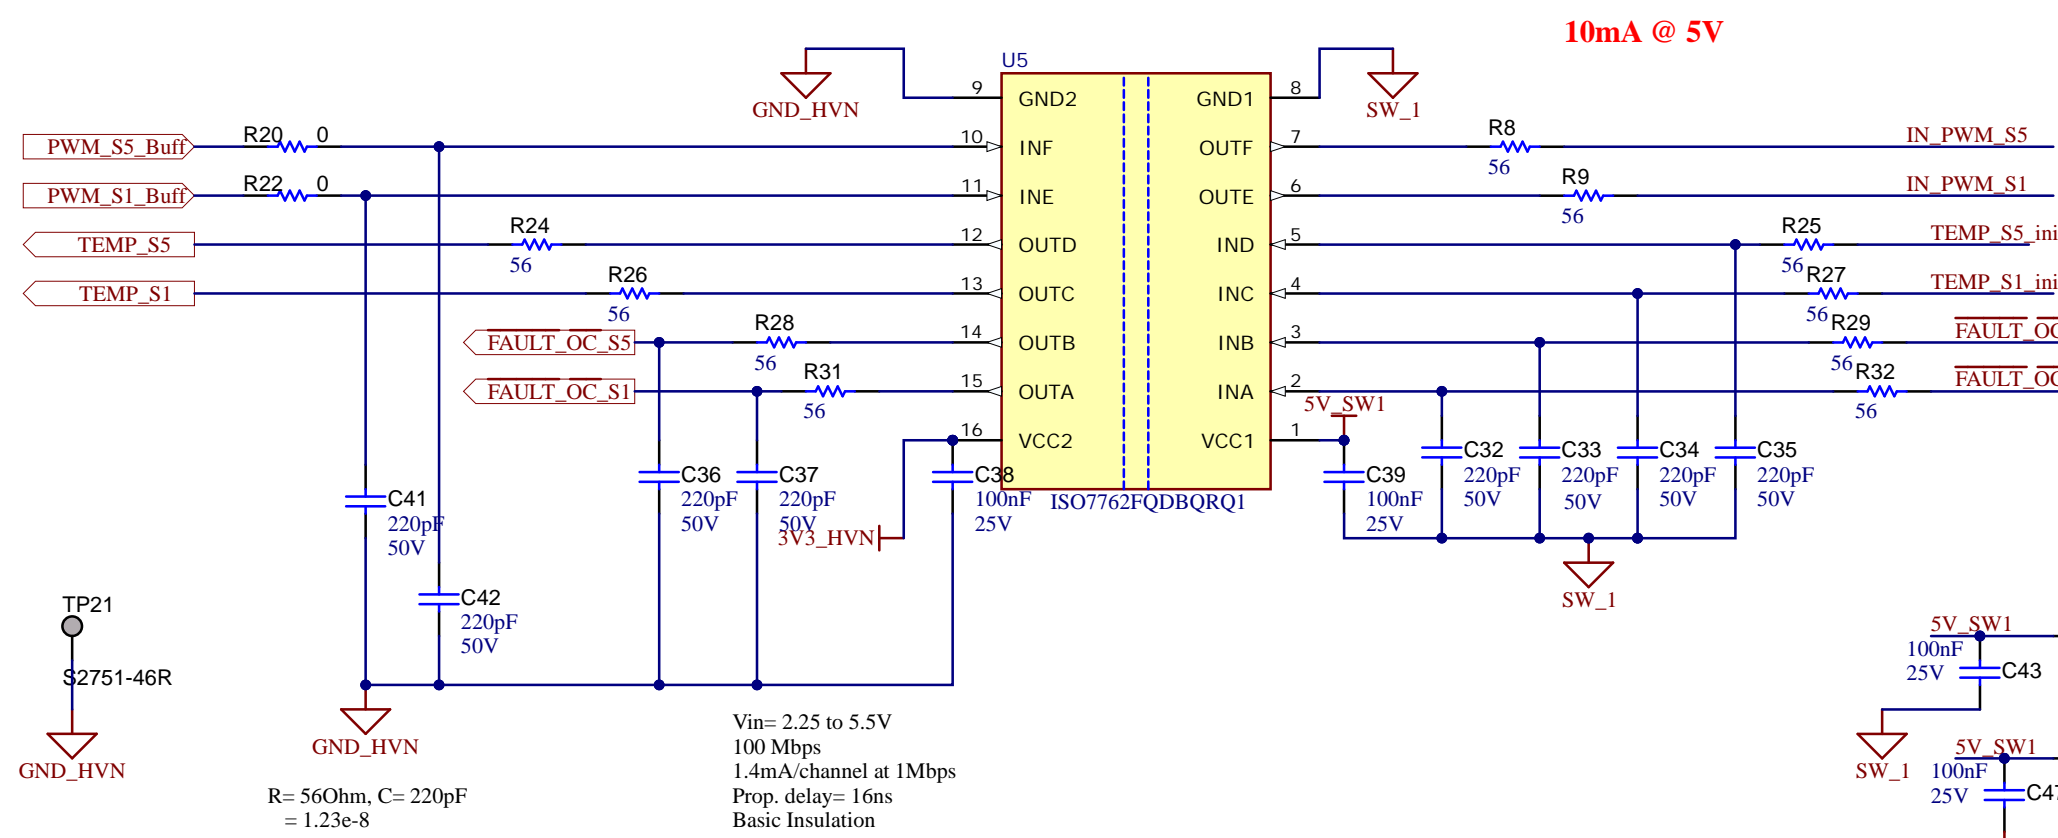 10mA @ 5V
U5
GND_HVN
9
GND2
GND1
8
SW_1
PWM_S5_Buff
R20
0
10
INF
OUTF
7
R8
56
IN_PWM_S5
PWM_S1_Buff
R22
0
11
INE
OUTE
6
R9
56
IN_PWM_S1
TEMP_S5
R24
56
12
OUTD
IND
5
R25
56
TEMP_S5_ini
TEMP_S1
R26
56
13
OUTC
INC
4
R27
56
TEMP_S1_ini
FAULT_OC_S5
R28
56
14
OUTB
INB
3
R29
56
FAULT_OC
FAULT_OC_S1
R31
56
15
OUTA
INA
2
R32
56
FAULT_OC
5V_SW1
16
VCC2
VCC1
1
C41
220pF
50V
C42
220pF
50V
C36
220pF
50V
C37
220pF
50V
3V3_HVN
C38
100nF
25V
ISO7762FQDBQRQ1
C39
100nF
25V
C32
220pF
50V
C33
220pF
50V
C34
220pF
50V
C35
220pF
50V
SW_1
TP21
S2751-46R
GND_HVN
GND_HVN
R= 56Ohm, C= 220pF
= 1.23e-8
Vin= 2.25 to 5.5V
100 Mbps
1.4mA/channel at 1Mbps
Prop. delay= 16ns
Basic Insulation
5V_SW1
100nF
25V
C43
SW_1
5V_SW1
100nF
25V
C47